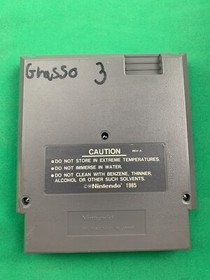 Grasso 3
CAUTION
• DO NOT STORE IN EXTREME TEMPERATURES.
• DO NOT IMMERSE IN WATER.
• DO NOT CLEAN WITH BENZENE, THINNER,
ALCOHOL OR OTHER SUCH SOLVENTS.
©®Nintendo 1985